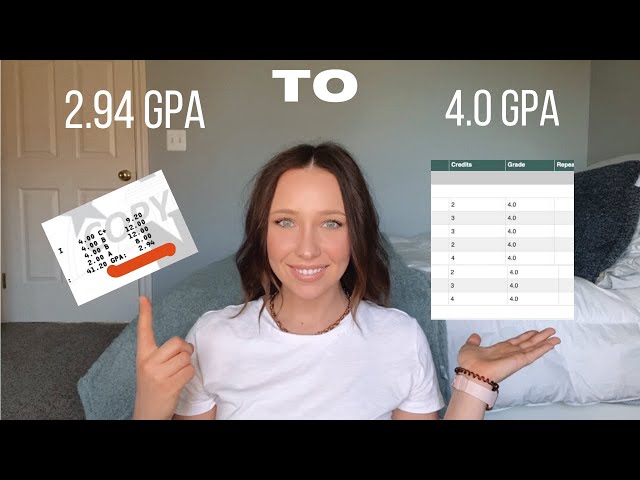 TO
2.94 GPA
4.0 GPA
COPY
I 4.00 C+ 9.20
4.00 B 12.00
4.00 B 12.00
2.00 A 8.00
: 41.20 GPA: 2.94
Credits Grade Repea
2 4.0
3 4.0
3 4.0
2 4.0
4 4.0
2 4.0
3 4.0
4 4.0